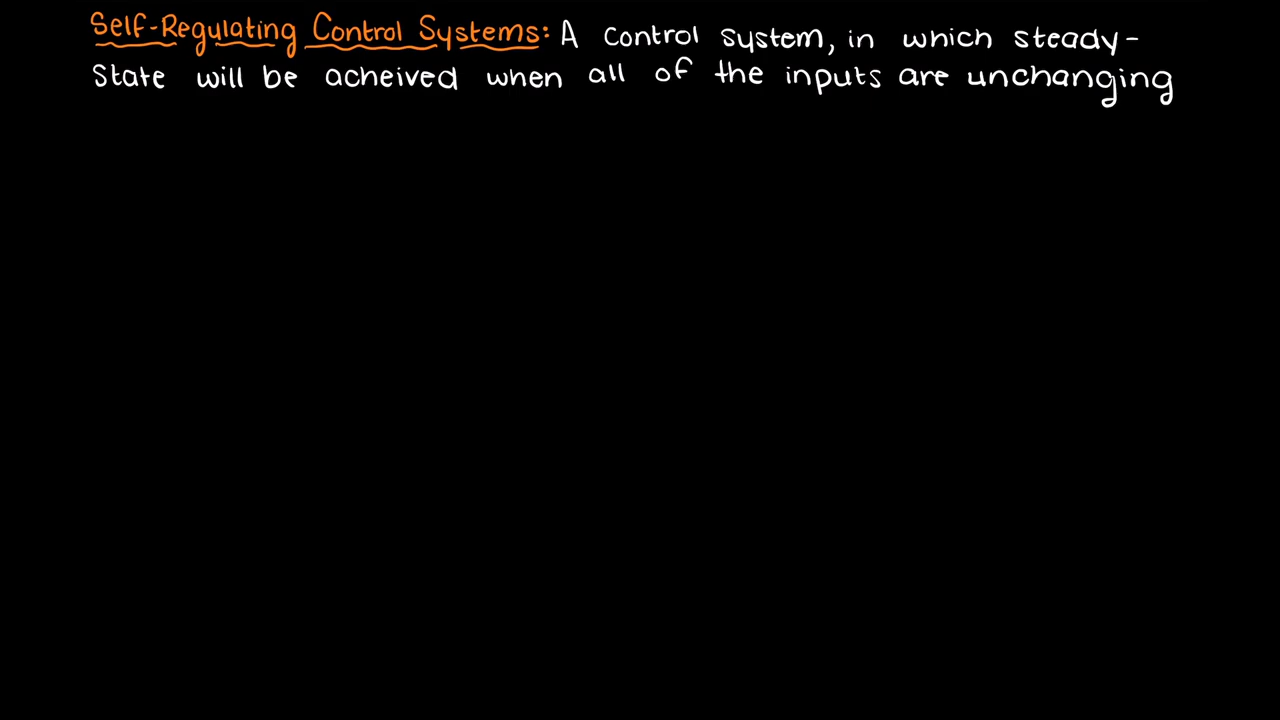 Self-Regulating Control Systems: A control system, in which steady-
State will be acheived when all of the inputs are unchanging